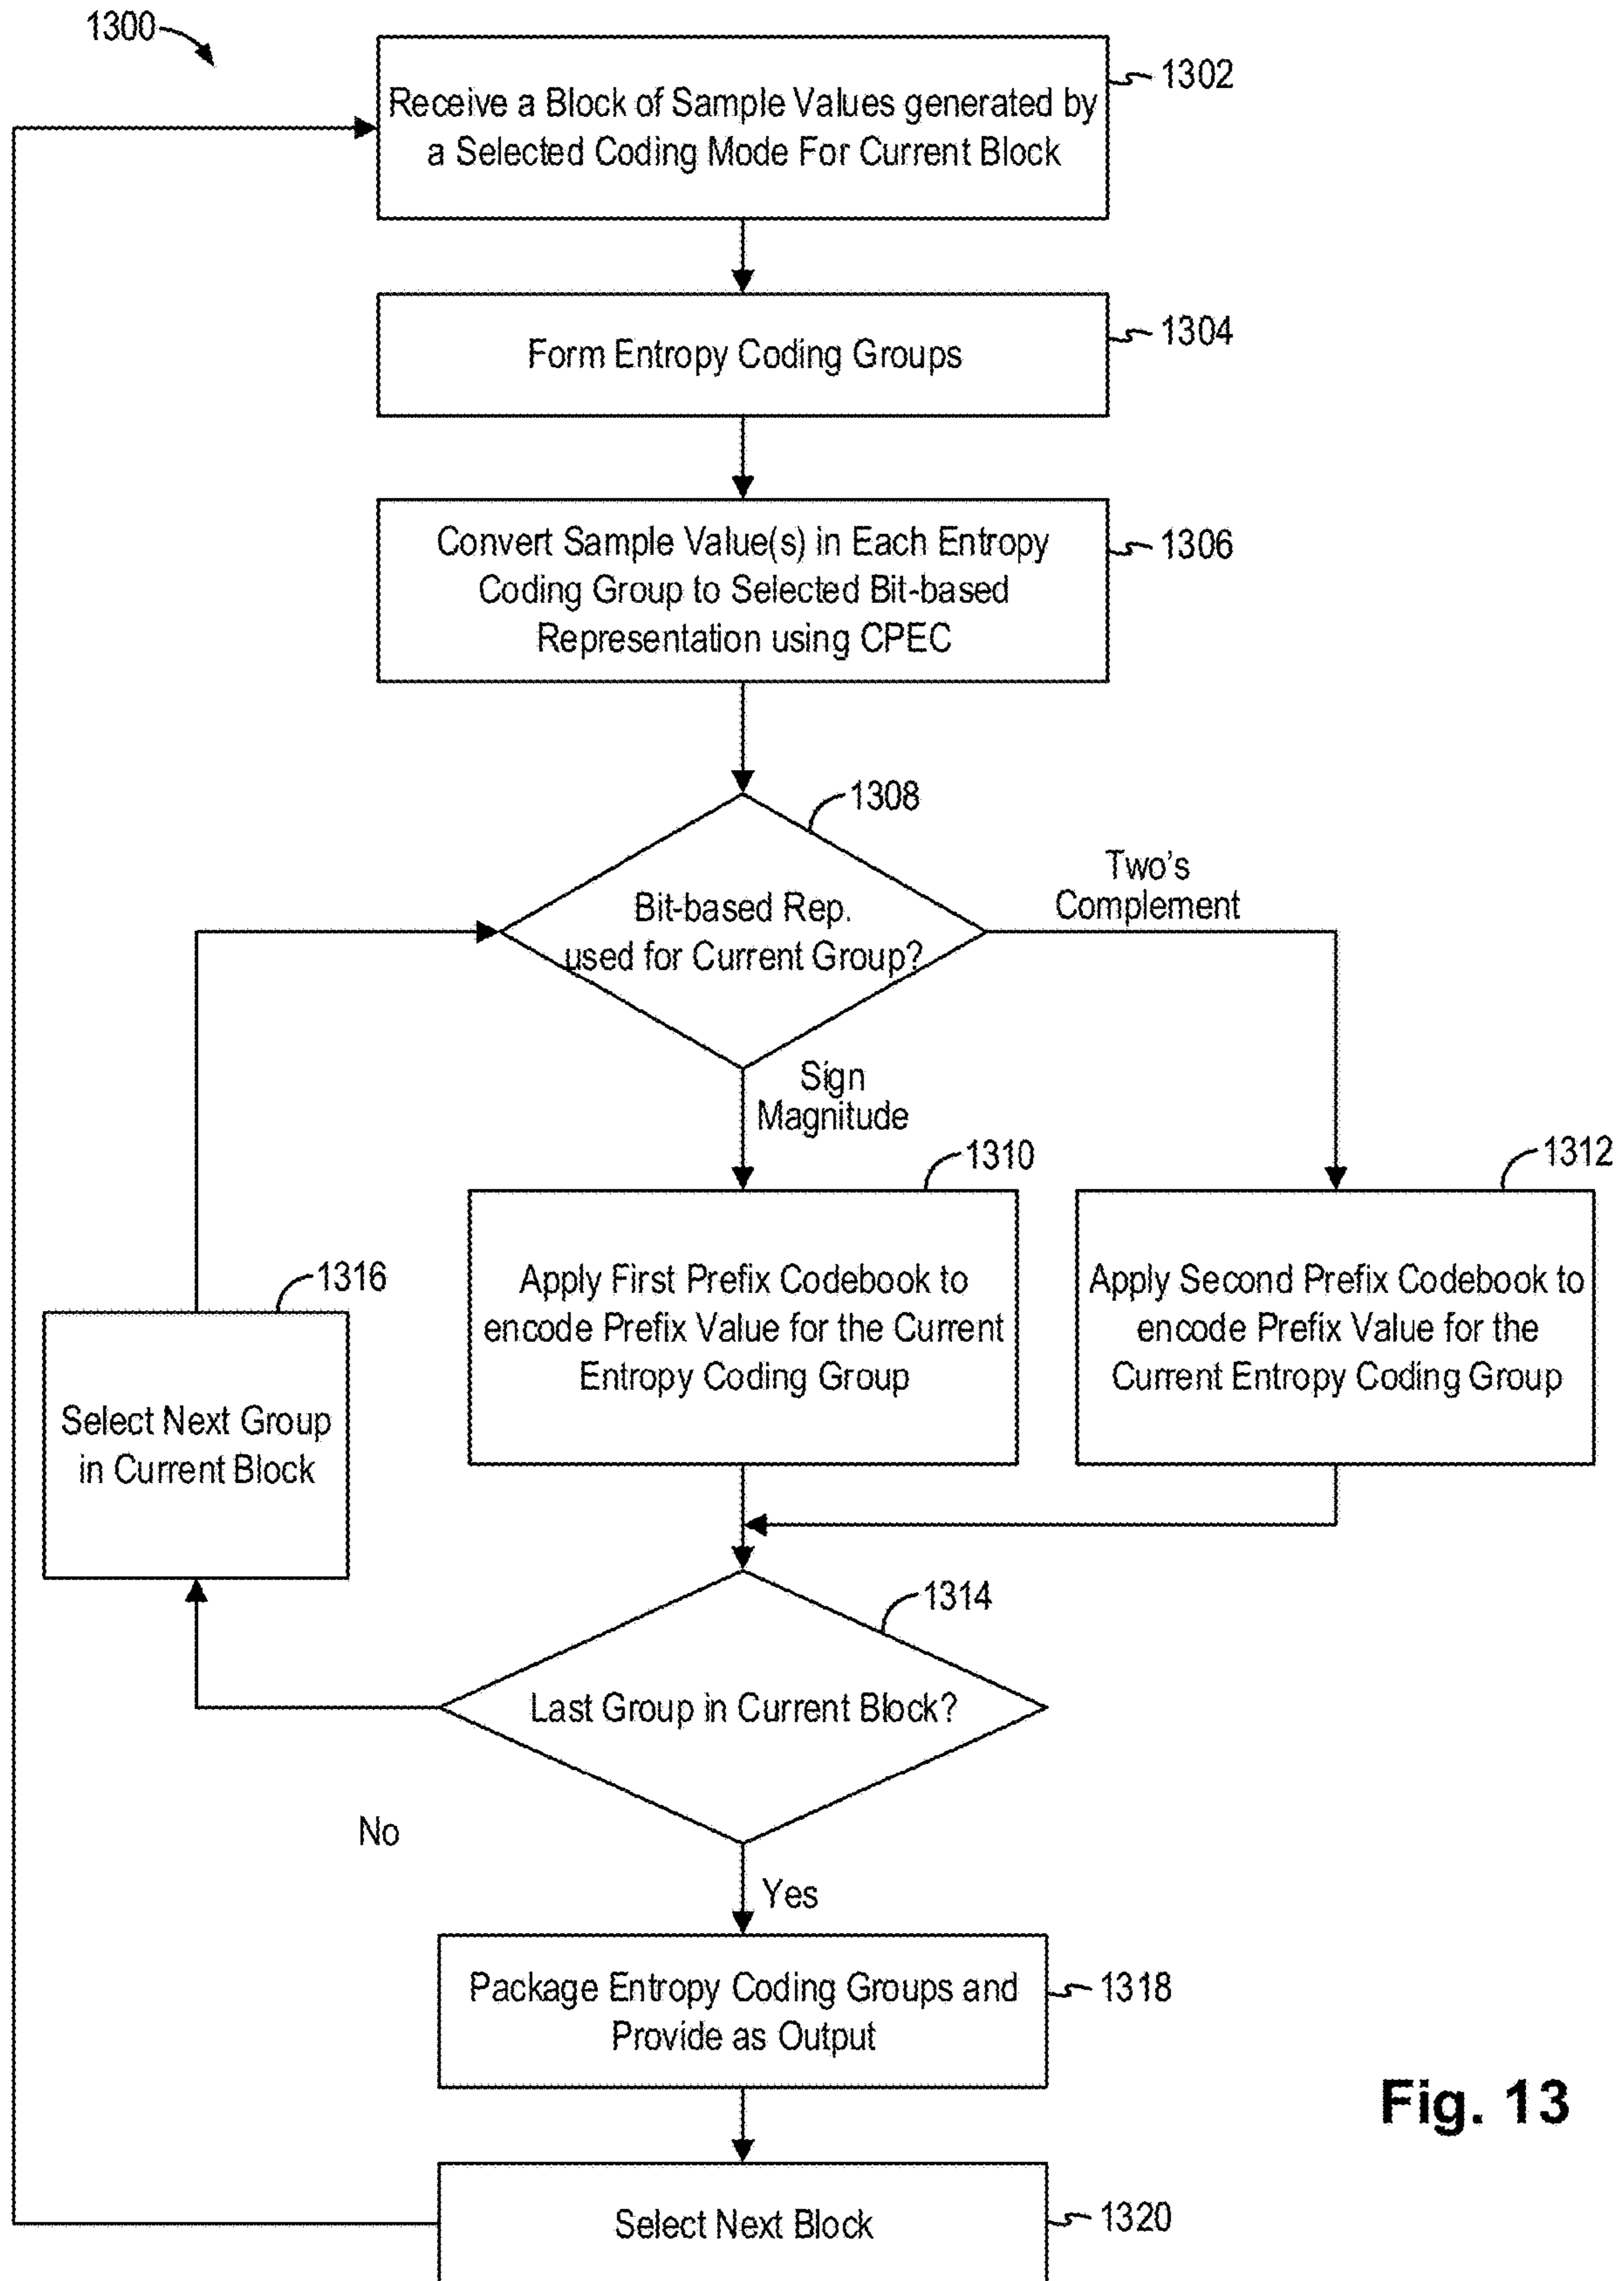 1300
Receive a Block of Sample Values generated by
a Selected Coding Mode For Current Block
1302
Form Entropy Coding Groups
1304
Convert Sample Value(s) in Each Entropy
Coding Group to Selected Bit-based
Representation using CPEC
1306
1308
Bit-based Rep.
used for Current Group?
Two's
Complement
Sign
Magnitude
1310
Apply First Prefix Codebook to
encode Prefix Value for the Current
Entropy Coding Group
1312
Apply Second Prefix Codebook to
encode Prefix Value for the
Current Entropy Coding Group
1316
Select Next Group
in Current Block
1314
Last Group in Current Block?
No
Yes
Package Entropy Coding Groups and
Provide as Output
1318
Select Next Block
1320
Fig. 13